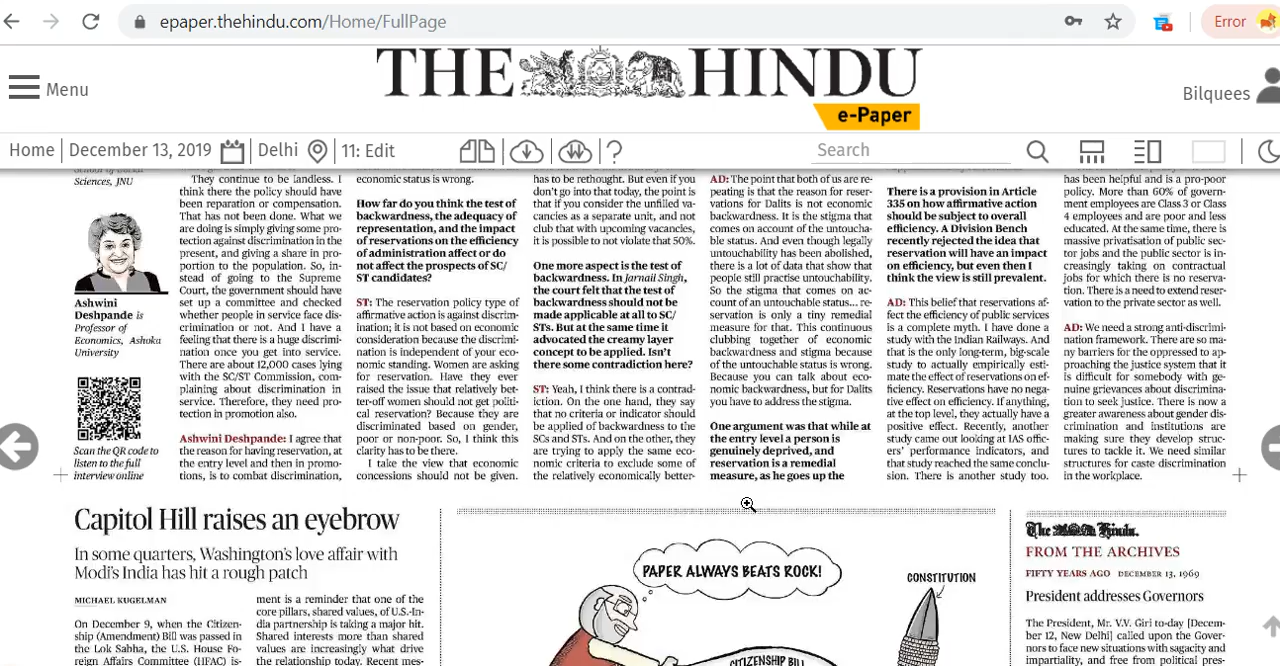 epaper.thehindu.com/Home/FullPage
Error
Menu
THE HINDU
e-Paper
Bilquees
Home
December 13, 2019
Delhi
11: Edit
?
Search
Sciences, JNU
Ashwini
Deshpande is
Professor of
Economics, Ashoka
University
Scan the QR code to
listen to the full
interview online
They continue to be landless. I
think there the policy should have
been reparation or compensation.
That has not been done. What we
are doing is simply giving some pro-
tection against discrimination in the
present, and giving a share in pro-
portion to the population. So, in-
stead of going to the Supreme
Court, the government should have
set up a committee and checked
whether people in service face dis-
crimination or not. And I have a
feeling that there is a huge discrimi-
nation once you get into service.
There are about 12,000 cases lying
with the SC/ST Commission, com-
plaining about discrimination in
service. Therefore, they need pro-
tection in promotion also.
Ashwini Deshpande: I agree that
the reason for having reservation, at
the entry level and then in promo-
tions, is to combat discrimination,
economic status is wrong.
How far do you think the test of
backwardness, the adequacy of
representation, and the impact
of reservations on the efficiency
of administration affect or do
not affect the prospects of SC/
ST candidates?
ST: The reservation policy type of
affirmative action is against discrim-
ination; it is not based on economic
consideration because the discrimi-
nation is independent of your eco-
nomic standing. Women are asking
for reservation. Have they ever
raised the issue that relatively bet-
ter-off women should not get politi-
cal reservation? Because they are
discriminated based on gender,
poor or non-poor. So, I think this
clarity has to be there.
I take the view that economic
concessions should not be given.
has to be rethought. But even if you
don't go into that today, the point is
that if you consider the unfilled va-
cancies as a separate unit, and not
club that with upcoming vacancies,
it is possible to not violate that 50%.
One more aspect is the test of
backwardness. In Jarnail Singh,
the court felt that the test of
backwardness should not be
made applicable at all to SC/
STs. But at the same time it
advocated the creamy layer
concept to be applied. Isn't
there some contradiction here?
ST: Yeah, I think there is a contrad-
iction. On the one hand, they say
that no criteria or indicator should
be applied of backwardness to the
SCs and STs. And on the other, they
are trying to apply the same eco-
nomic criteria to exclude some of
the relatively economically better-
AD: The point that both of us are re-
peating is that the reason for reser-
vations for Dalits is not economic
backwardness. It is the stigma that
comes on account of the untoucha-
ble status. And even though legally
untouchability has been abolished,
there is a lot of data that show that
people still practise untouchability.
So the stigma that comes on ac-
count of an untouchable status... re-
servation is only a tiny remedial
measure for that. This continuous
clubbing together of economic
backwardness and stigma because
of the untouchable status is wrong.
Because you can talk about eco-
nomic backwardness, but for Dalits
you have to address the stigma.
One argument was that while at
the entry level a person is
genuinely deprived, and
reservation is a remedial
measure, as he goes up the
There is a provision in Article
335 on how affirmative action
should be subject to overall
efficiency. A Division Bench
recently rejected the idea that
reservation will have an impact
on efficiency, but even then I
think the view is still prevalent.
AD: This belief that reservations af-
fect the efficiency of public services
is a complete myth. I have done a
study with the Indian Railways. And
that is the only long-term, big-scale
study to actually empirically esti-
mate the effect of reservations on ef-
ficiency. Reservations have no nega-
tive effect on efficiency. If anything,
at the top level, they actually have a
positive effect. Recently, another
study came out looking at IAS offic-
ers' performance indicators, and
that study reached the same conclu-
sion. There is another study too.
has been helpful and is a pro-poor
policy. More than 60% of govern-
ment employees are Class 3 or Class
4 employees and are poor and less
educated. At the same time, there is
massive privatisation of public sec-
tor jobs and the public sector is in-
creasingly taking on contractual
jobs for which there is no reserva-
tion. There is a need to extend reser-
vation to the private sector as well.
AD: We need a strong anti-discrimi-
nation framework. There are so ma-
ny barriers for the oppressed to ap-
proaching the justice system that it
is difficult for somebody with ge-
nuine grievances about discrimina-
tion to seek justice. There is now a
greater awareness about gender dis-
crimination and institutions are
making sure they develop struc-
tures to tackle it. We need similar
structures for caste discrimination
in the workplace.
Capitol Hill raises an eyebrow
In some quarters, Washington's love affair with
Modi's India has hit a rough patch
MICHAEL KUGELMAN
On December 9, when the Citizen-
ship (Amendment) Bill was passed in
the Lok Sabha, the U.S. House Fo-
reign Affairs Committee (HFAC) is-
ment is a reminder that one of the
core pillars, shared values, of U.S.-In-
dia partnership is taking a major hit.
Shared interests more than shared
values are increasingly what drive
the relationship today. Recent mes-
PAPER ALWAYS BEATS ROCK!
CONSTITUTION
CITIZENSHIP BILL
The Hindu.
FROM THE ARCHIVES
FIFTY YEARS AGO DECEMBER 13, 1969
President addresses Governors
The President, Mr. V.V. Giri to-day [Decem-
ber 12, New Delhi] called upon the Gover-
nors to face new situations with sagacity and
impartiality, and free from political pres-